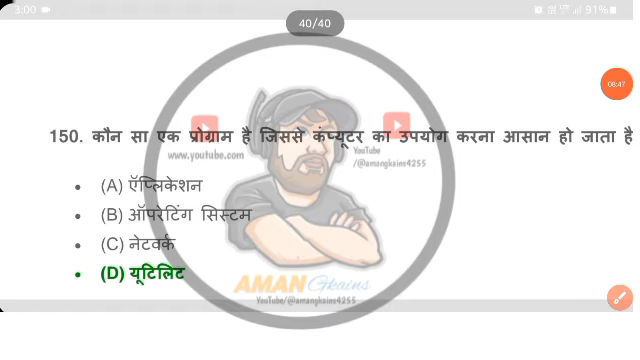 3:00
91%
40/40
08:47
150. कौन सा एक प्रोग्राम है जिससे कंप्यूटर का उपयोग करना आसान हो जाता है
www.youtube.com
YouTube
/@amangkains4255
(A) ऍप्लिकेशन
(B) ऑपरेटिंग सिस्टम
(C) नेटवर्क
(D) यूटिलिट
AMAN Gkains
YouTube/@amangkains4255